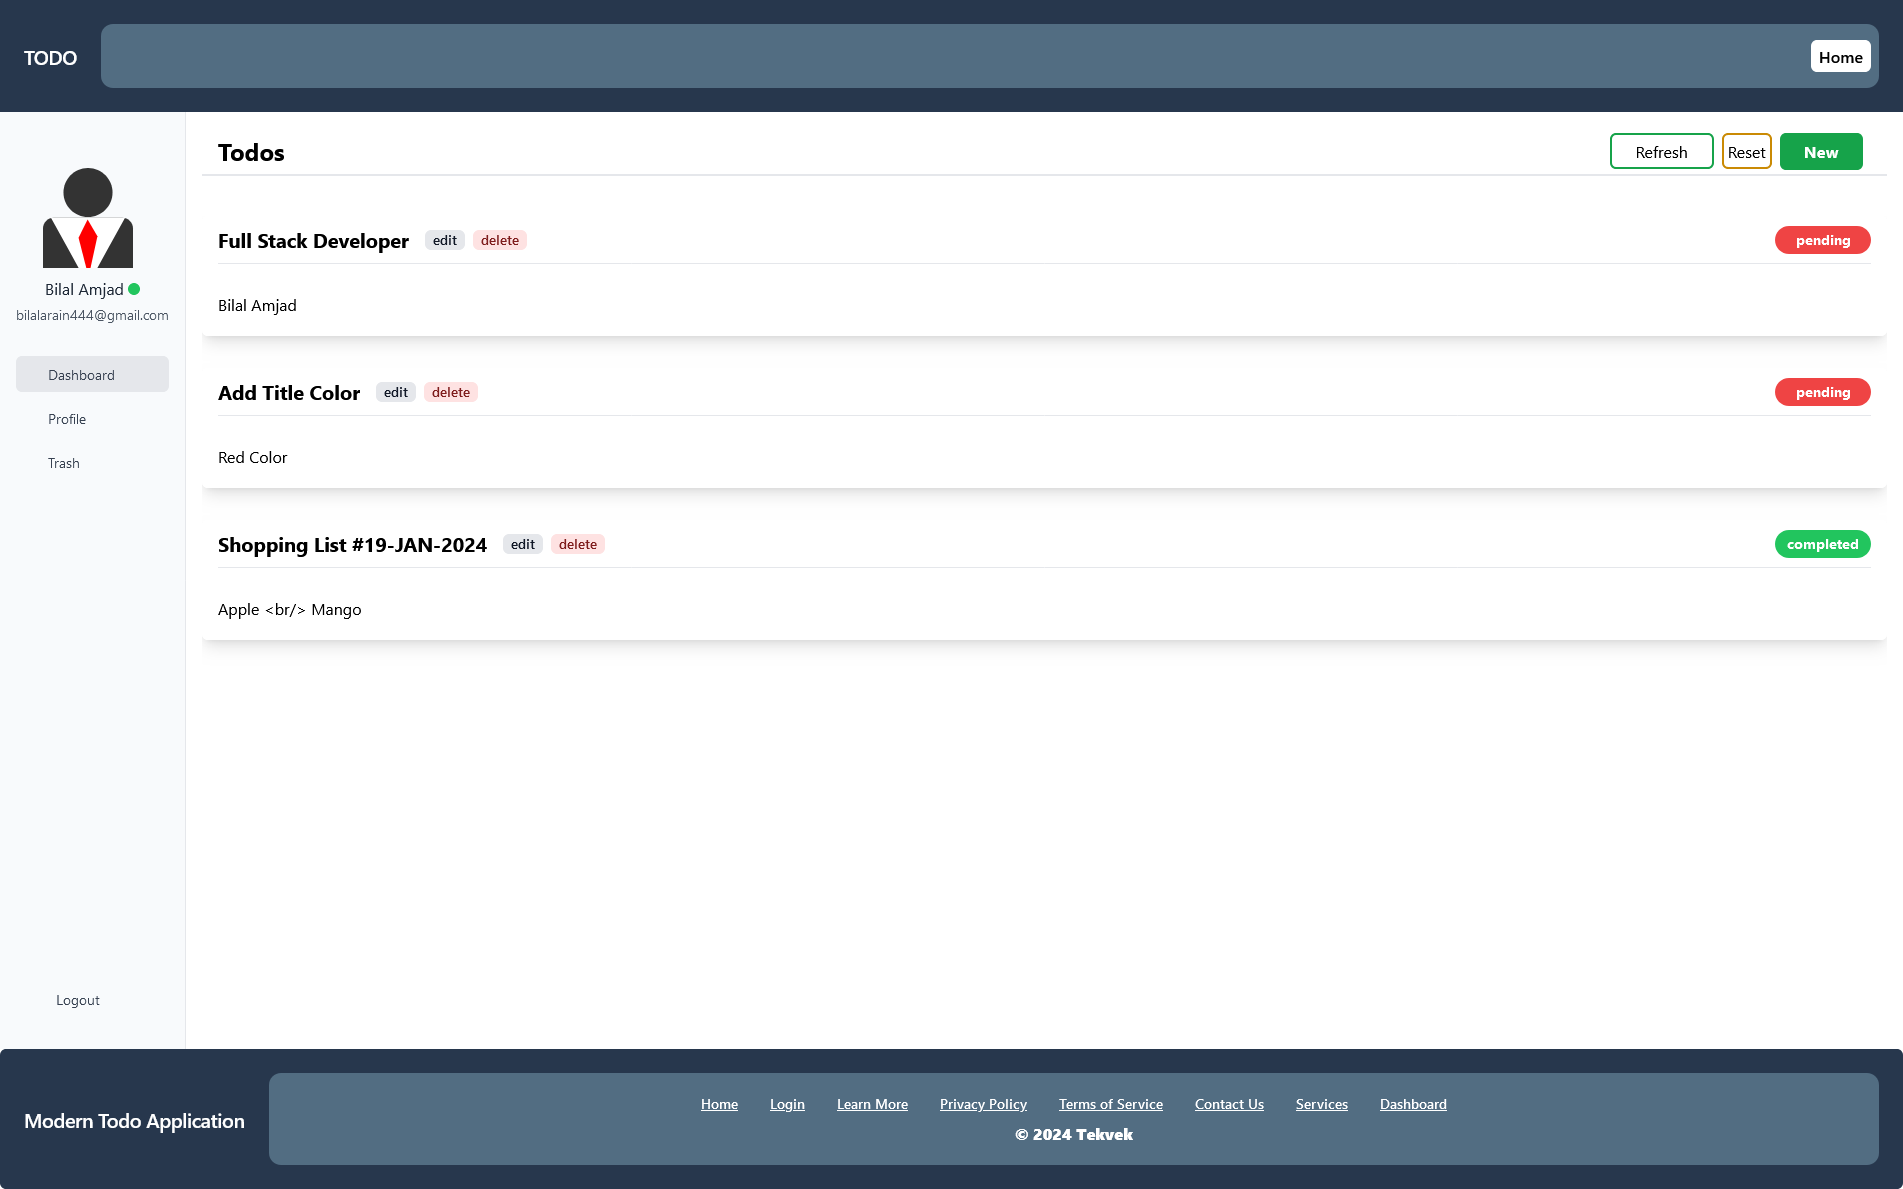 TODO
Home
Bilal Amjad
bilalarain444@gmail.com
Dashboard
Profile
Trash
Logout
Todos
Refresh Reset New
Full Stack Developer edit delete pending
Bilal Amjad
Add Title Color edit delete pending
Red Color
Shopping List #19-JAN-2024 edit delete completed
Apple <br/> Mango
Modern Todo Application
Home Login Learn More Privacy Policy Terms of Service Contact Us Services Dashboard
© 2024 Tekvek